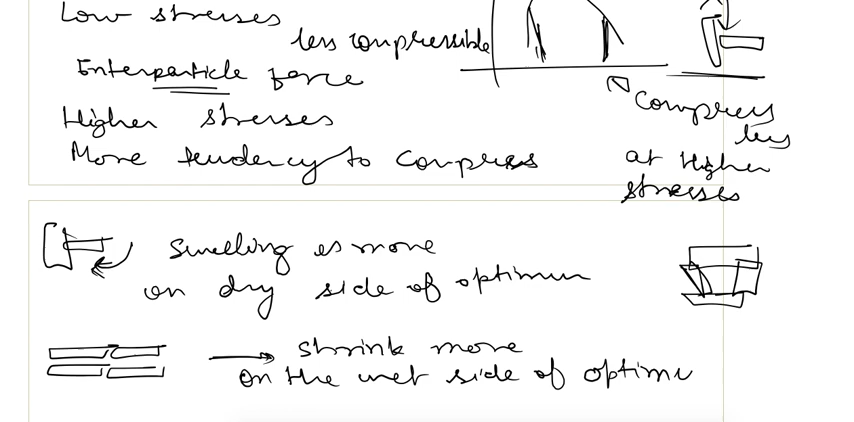 Low stresses
less compressible
Interparticle force
Higher stresses
More tendency to compress
Compress
less
at Higher
stresses
Swelling is more
on dry side of optimum
shrink more
on the wet side of optimu